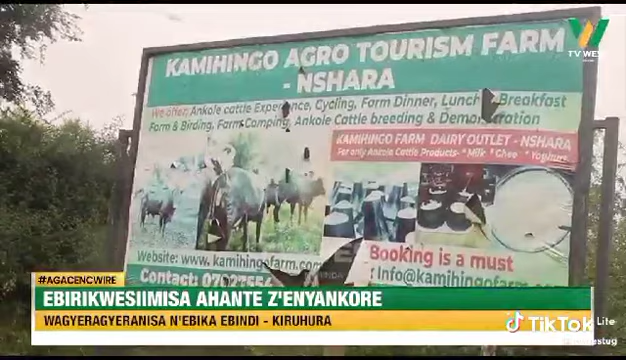 TV WEST
KAMIHINGO AGRO TOURISM FARM
- NSHARA
We offer: Ankole cattle Experience, Cycling, Farm Dinner, Lunch, Breakfast
Farm & Birding, Farm Camping, Ankole Cattle breeding & Demonstration
KAMIHINGO FARM DAIRY OUTLET - NSHARA
For only Ankole Cattle Products- * Milk * Ghee * Yoghurt
Website: www.kamihingofarm.com
Booking is a must
Contact:
: Info@kamihingofarm
#AGACENCWIRE
EBIRIKWESIIMISA AHANTE Z'ENYANKORE
WAGYERAGYERANISA N'EBIKA EBINDI - KIRUHURA
TikTok Lite